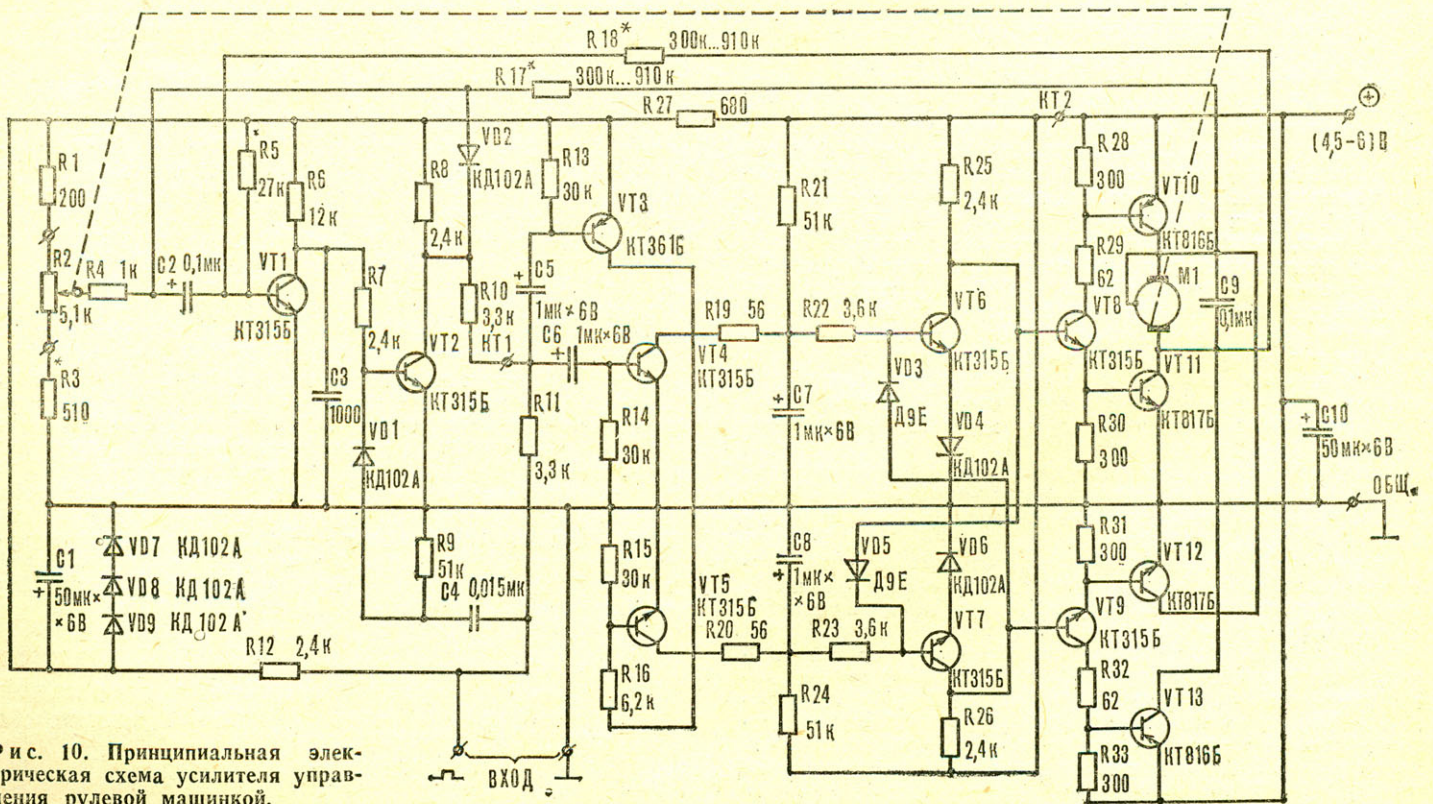 R18* 300к...910к
R17* 300к...910к
R27 680
КТ2
⊕
(4,5-6)В
R1
200
R2
5,1к
R3*
510
R4 1к
C2 0,1мк
+
R5*
27к
R6
12к
VT1
КТ315Б
C3
1000
R7
2,4к
VD1
КД102А
R8
2,4к
VT2
КТ315Б
R9
51к
C4 0,015мк
VD2
КД102А
R10
3,3к
КТ1
R11
3,3к
R13
30к
C5
+
1мк×6В
C6 1мк×6В
+
VT3
КТ361Б
VT4
КТ315Б
R14
30к
R15
30к
R16
6,2к
VT5
КТ315Б
R19 56
R20 56
R21
51к
R22 3,6к
C7
+
1мк×6В
C8
+
1мк×
×6В
R23 3,6к
R24
51к
VD3
Д9Е
VD5
Д9Е
R25
2,4к
VT6
КТ315Б
VD4
КД102А
VD6
КД102А
VT7
КТ315Б
R26
2,4к
R28
300
R29
62
VT8
КТ315Б
R30
300
R31
300
VT9
КТ315Б
R32
62
R33
300
VT10
КТ816Б
М1
VT11
КТ817Б
VT12
КТ817Б
VT13
КТ816Б
C9
0,1мк
C10
+
50мк×6В
ОБЩ.
C1
+
50мк×
×6В
VD7 КД102А
VD8 КД102А
VD9 КД102А
R12 2,4к
ВХОД
Рис. 10. Принципиальная элек-
рическая схема усилителя управ-
ления рулевой машинкой.